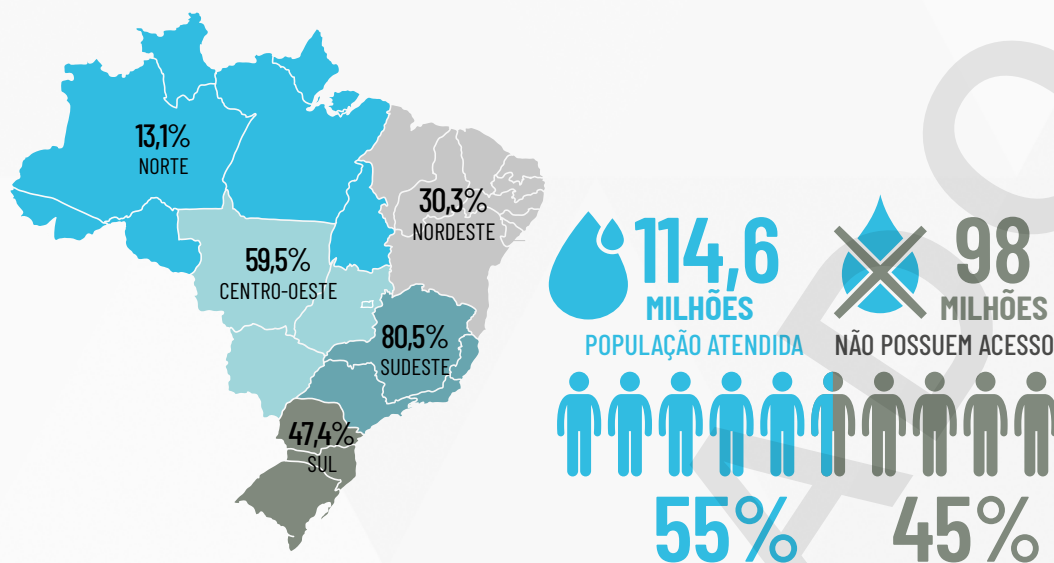 13,1%
NORTE
30,3%
NORDESTE
59,5%
CENTRO-OESTE
80,5%
SUDESTE
47,4%
SUL
114,6
MILHÕES
POPULAÇÃO ATENDIDA
98
MILHÕES
NÃO POSSUEM ACESSO
55%
45%
ADO